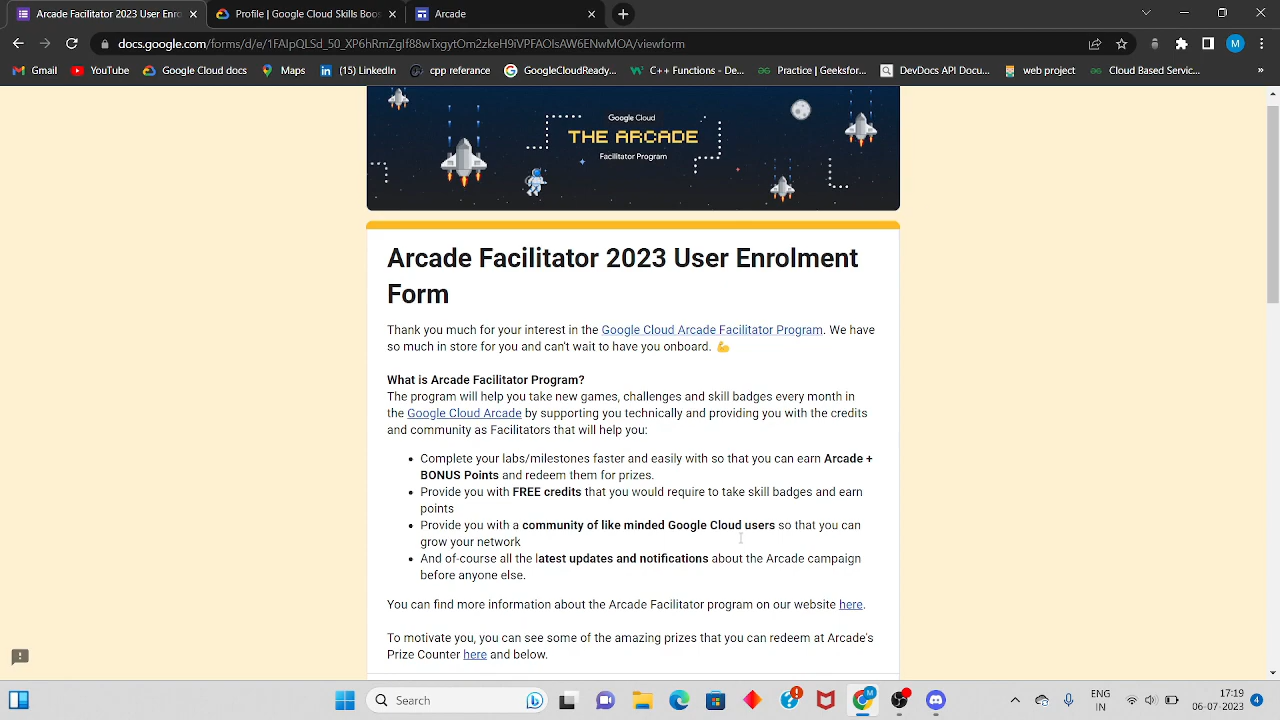 Arcade Facilitator 2023 User Enro
Profile | Google Cloud Skills Boos
Arcade
docs.google.com/forms/d/e/1FAIpQLSd_50_XP6hRmZgIf88wTxgytOm2zkeH9iVPFAOlsAW6ENwMOA/viewform
M
Gmail
YouTube
Google Cloud docs
Maps
(15) LinkedIn
cpp referance
GoogleCloudReady...
C++ Functions - De...
Practice | Geeksfor...
DevDocs API Docu...
web project
Cloud Based Servic...
»
Google Cloud
THE ARCADE
Facilitator Program
Arcade Facilitator 2023 User Enrolment
Form
Thank you much for your interest in the Google Cloud Arcade Facilitator Program. We have
so much in store for you and can't wait to have you onboard. 💪
What is Arcade Facilitator Program?
The program will help you take new games, challenges and skill badges every month in
the Google Cloud Arcade by supporting you technically and providing you with the credits
and community as Facilitators that will help you:
• Complete your labs/milestones faster and easily with so that you can earn Arcade +
BONUS Points and redeem them for prizes.
• Provide you with FREE credits that you would require to take skill badges and earn
points
• Provide you with a community of like minded Google Cloud users so that you can
grow your network
• And of-course all the latest updates and notifications about the Arcade campaign
before anyone else.
You can find more information about the Arcade Facilitator program on our website here.
To motivate you, you can see some of the amazing prizes that you can redeem at Arcade's
Prize Counter here and below.
Search
M
ENG
IN
17:19
06-07-2023
4